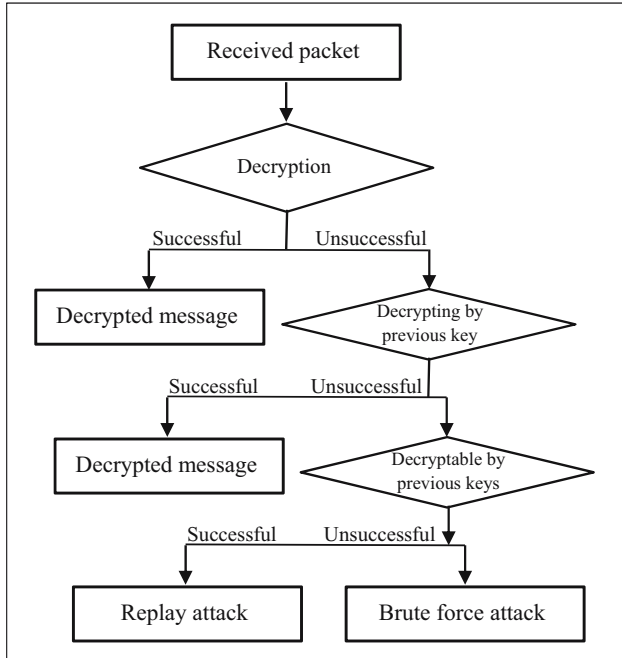 Received packet
Decryption
Successful
Unsuccessful
Decrypted message
Decrypting by
previous key
Successful
Unsuccessful
Decrypted message
Decryptable by
previous keys
Successful
Unsuccessful
Replay attack
Brute force attack